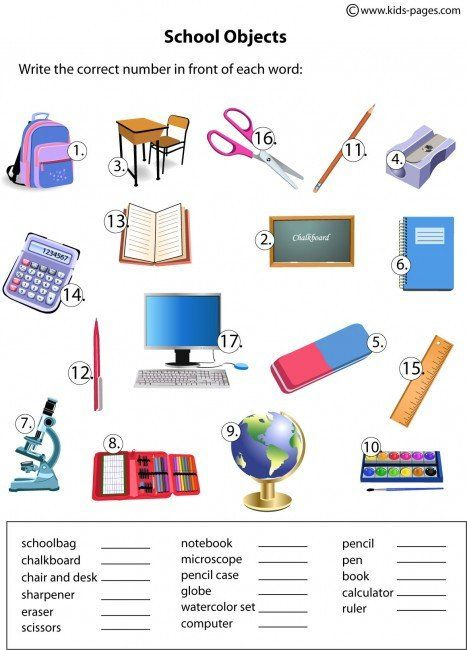 ©www.kids-pages.com
School Objects
Write the correct number in front of each word:
1.
3.
16.
11.
4.
13.
2.
Chalkboard
6.
1234567
14.
17.
5.
12.
15.
7.
8.
9.
10.
schoolbag
chalkboard
chair and desk
sharpener
eraser
scissors
notebook
microscope
pencil case
globe
watercolor set
computer
pencil
pen
book
calculator
ruler